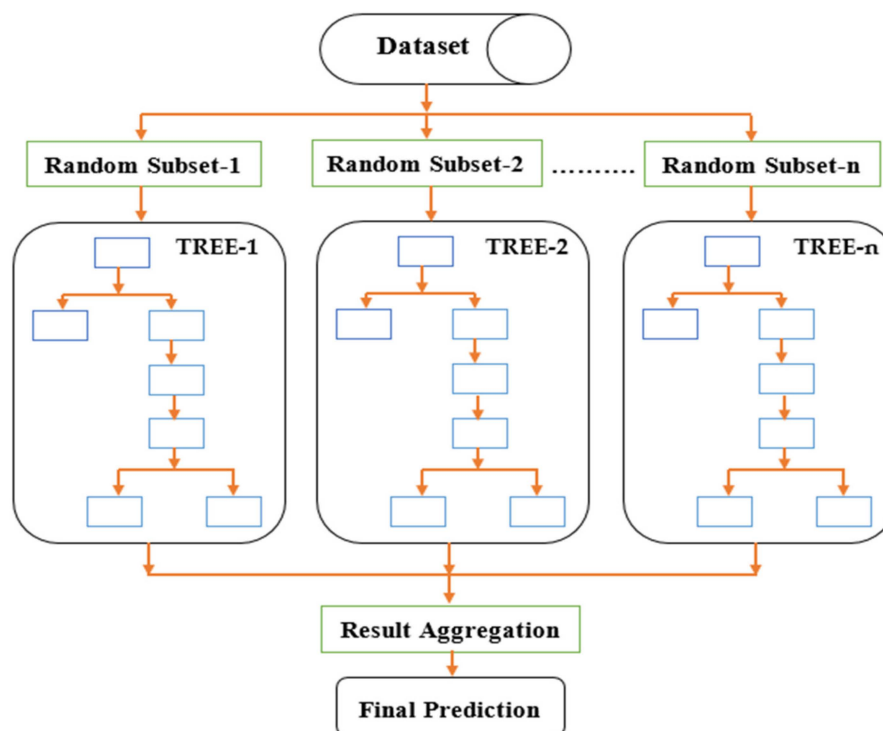 Dataset
Random Subset-1
Random Subset-2
..........
Random Subset-n
TREE-1
TREE-2
TREE-n
Result Aggregation
Final Prediction